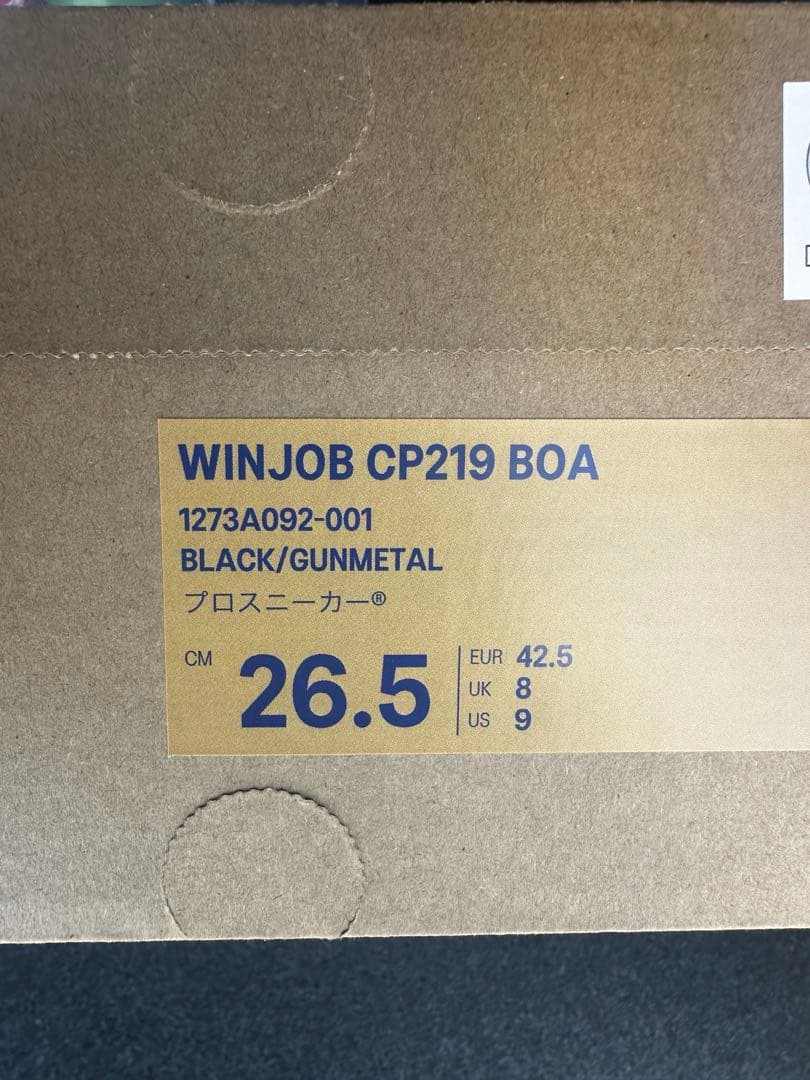 WINJOB CP219 BOA
1273A092-001
BLACK/GUNMETAL
プロスニーカー®
CM 26.5
EUR 42.5
UK 8
US 9